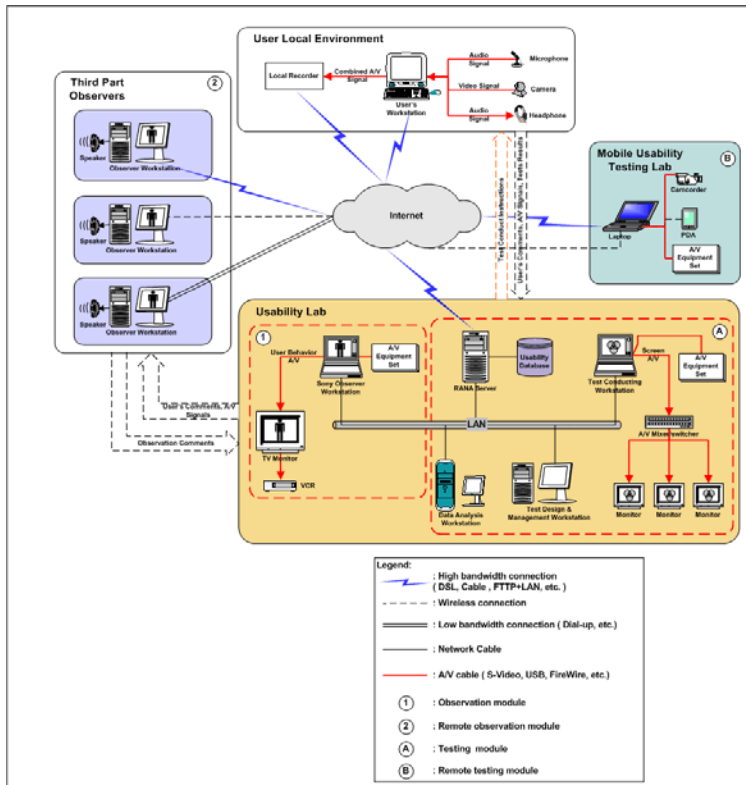 User Local Environment
Local Recorder
Combined A/V
Signal
User's
Workstation
Audio
Signal
Microphone
Video Signal
Camera
Audio
Signal
Headphone
Third Part
Observers
2
Speaker
Observer Workstation
Speaker
Observer Workstation
Speaker
Observer Workstation
Internet
Mobile Usability
Testing Lab
B
Eamcorder
Laptop
PDA
A/V
Equipment
Set
Test Conduct Instructions
User's Comments, A/V Signals, Tests Results
User's Comments, A/V
Signals
Observation Comments
Usability Lab
1
User Behavior
A/V
Sony Observer
Workstation
A/V
Equipment
Set
TV Monitor
VCR
A
RANA Server
Usability
Database
Test Conducting
Workstation
Screen
A/V
A/V
Equipment
Set
LAN
A/V Mixer/switcher
Data Analysis
Workstation
Test Design &
Management Workstation
Monitor
Monitor
Monitor
Legend:
: High bandwidth connection
( DSL, Cable , FTTP+LAN, etc. )
: Wireless connection
: Low bandwidth connection ( Dial-up, etc.)
: Network Cable
: A/V cable ( S-Video, USB, FireWire, etc.)
1 : Observation module
2 : Remote observation module
A : Testing module
B : Remote testing module